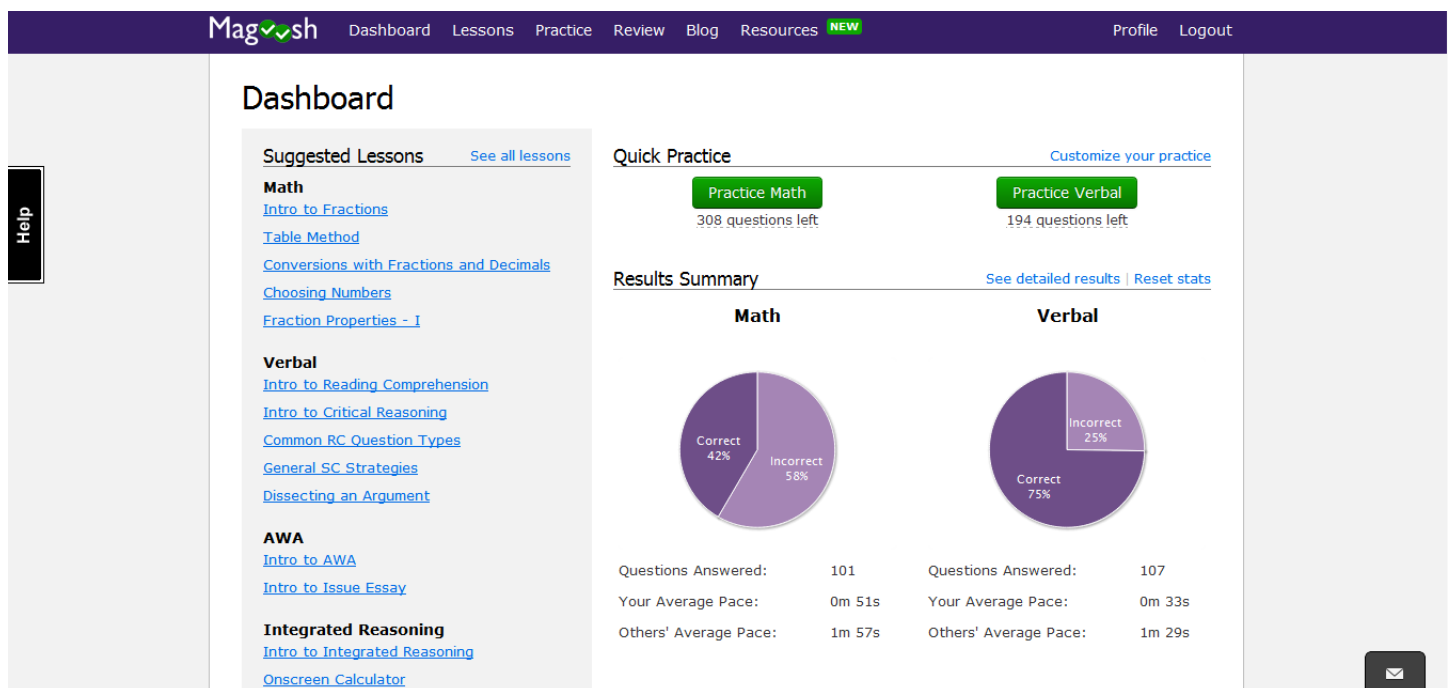 Magoosh Dashboard Lessons Practice Review Blog Resources NEW Profile Logout
Dashboard
Help
Suggested Lessons See all lessons
Math
Intro to Fractions
Table Method
Conversions with Fractions and Decimals
Choosing Numbers
Fraction Properties - I
Verbal
Intro to Reading Comprehension
Intro to Critical Reasoning
Common RC Question Types
General SC Strategies
Dissecting an Argument
AWA
Intro to AWA
Intro to Issue Essay
Integrated Reasoning
Intro to Integrated Reasoning
Onscreen Calculator
Quick Practice Customize your practice
Practice Math Practice Verbal
308 questions left 194 questions left
Results Summary See detailed results | Reset stats
Math Verbal
Correct
42%
Incorrect
58%
Incorrect
25%
Correct
75%
Questions Answered: 101 Questions Answered: 107
Your Average Pace: 0m 51s Your Average Pace: 0m 33s
Others' Average Pace: 1m 57s Others' Average Pace: 1m 29s